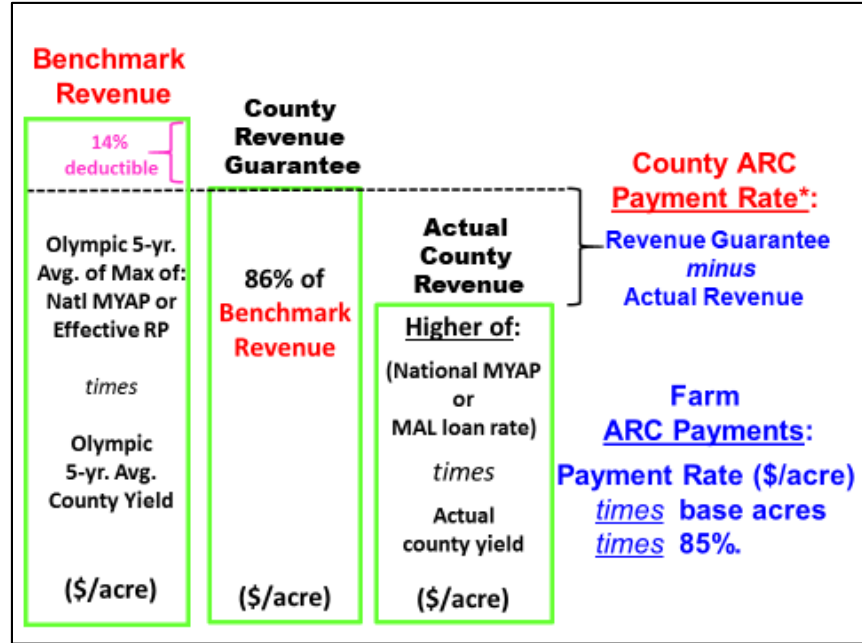 Benchmark
Revenue
14%
deductible
Olympic 5-yr.
Avg. of Max of:
Natl MYAP or
Effective RP
times
Olympic
5-yr. Avg.
County Yield
($/acre)
County
Revenue
Guarantee
86% of
Benchmark
Revenue
($/acre)
Actual
County
Revenue
Higher of:
(National MYAP
or
MAL loan rate)
times
Actual
county yield
($/acre)
County ARC
Payment Rate*:
Revenue Guarantee
minus
Actual Revenue
Farm
ARC Payments:
Payment Rate ($/acre)
times base acres
times 85%.